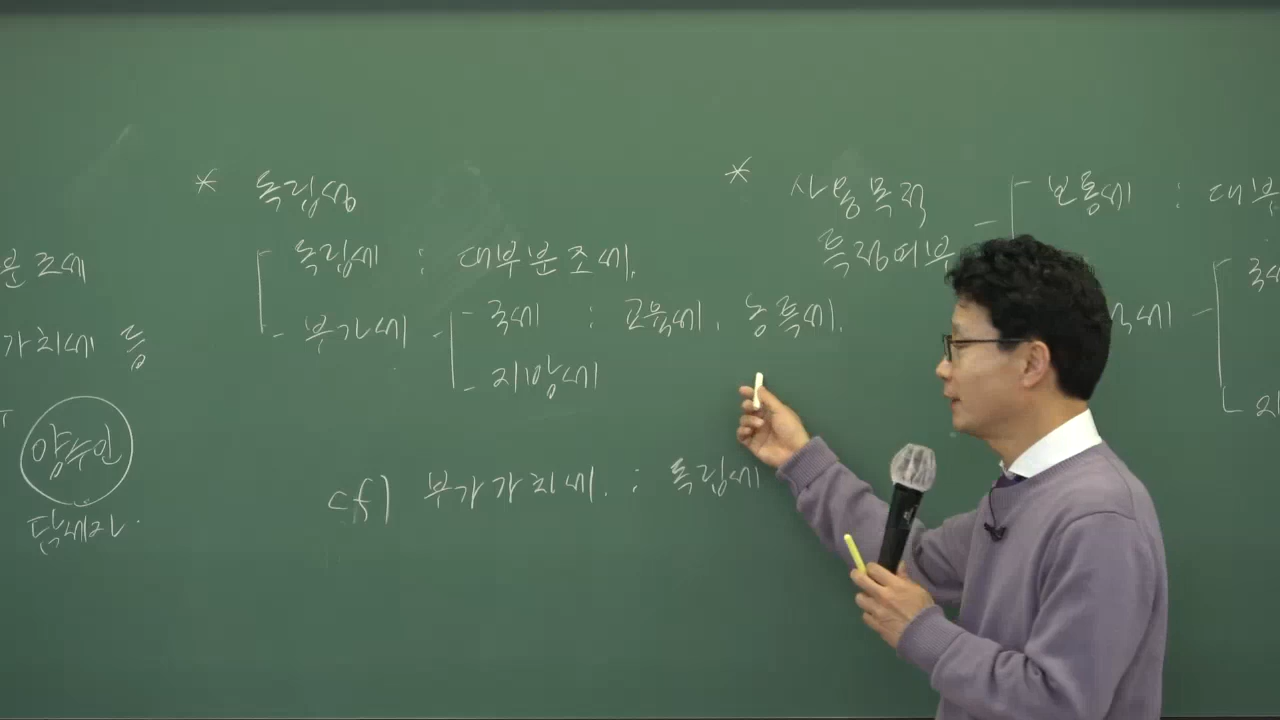 분조세
가치세 등
양수인
담세자.
* 독립성
독립세 : 대부분조세.
부가세 - 국세 : 교육세. 농특세.
지방세
cf) 부가가치세. : 독립세
* 사용목적
특정여부
보통세 : 대부